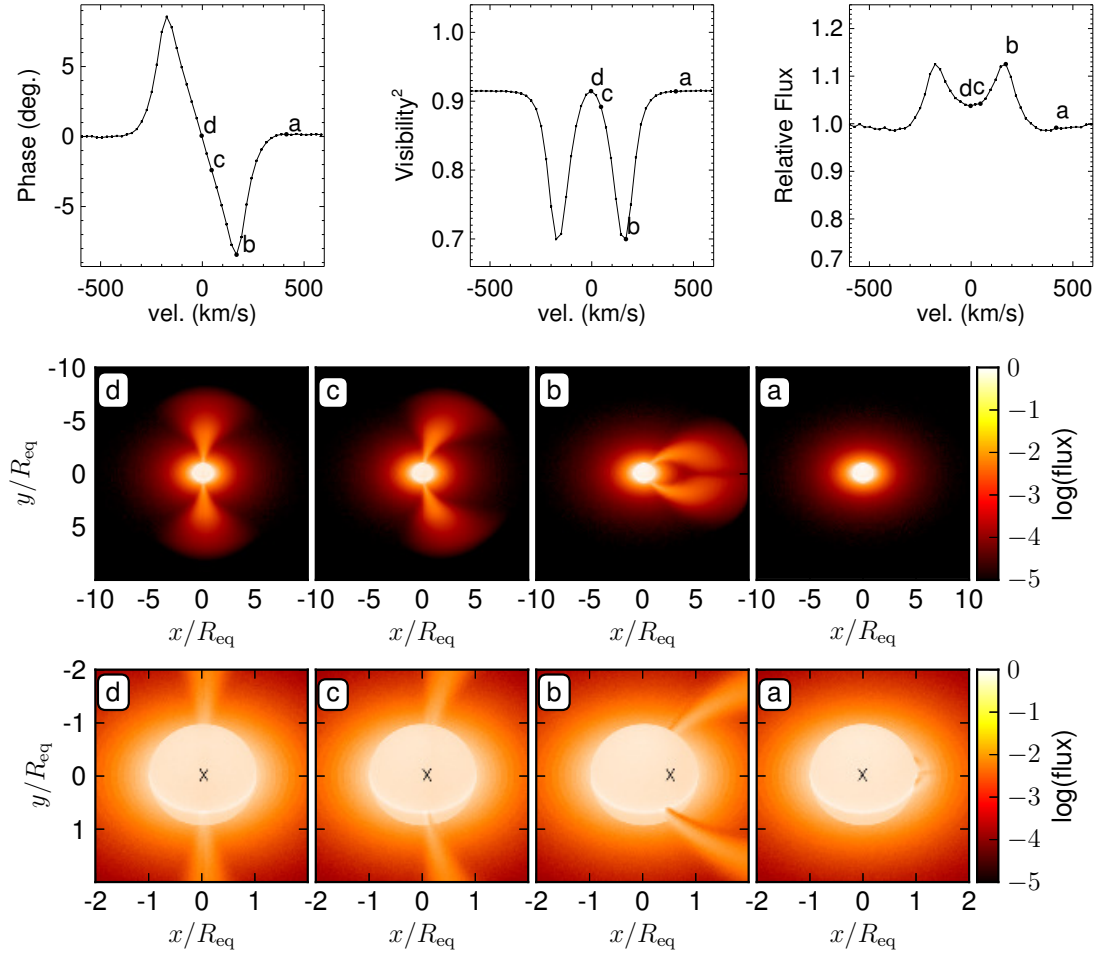 Phase (deg.)
5
0
-5
d
c
b
a
-500 0 500
vel. (km/s)
Visibility²
1.0
0.9
0.8
0.7
d
c
b
a
-500 0 500
vel. (km/s)
Relative Flux
1.2
1.1
1.0
0.9
0.8
0.7
b
d c
a
-500 0 500
vel. (km/s)
d c b a
y/R_eq
-10
-5
0
5
-10 -5 0 5 -10 -5 0 5 -10 -5 0 5 -10 -5 0 5 10
x/R_eq x/R_eq x/R_eq x/R_eq
0
−1
−2
−3
−4
−5
log(flux)
d c b a
y/R_eq
-2
-1
0
1
-2 -1 0 1 -2 -1 0 1 -2 -1 0 1 -2 -1 0 1 2
x/R_eq x/R_eq x/R_eq x/R_eq
0
−1
−2
−3
−4
−5
log(flux)